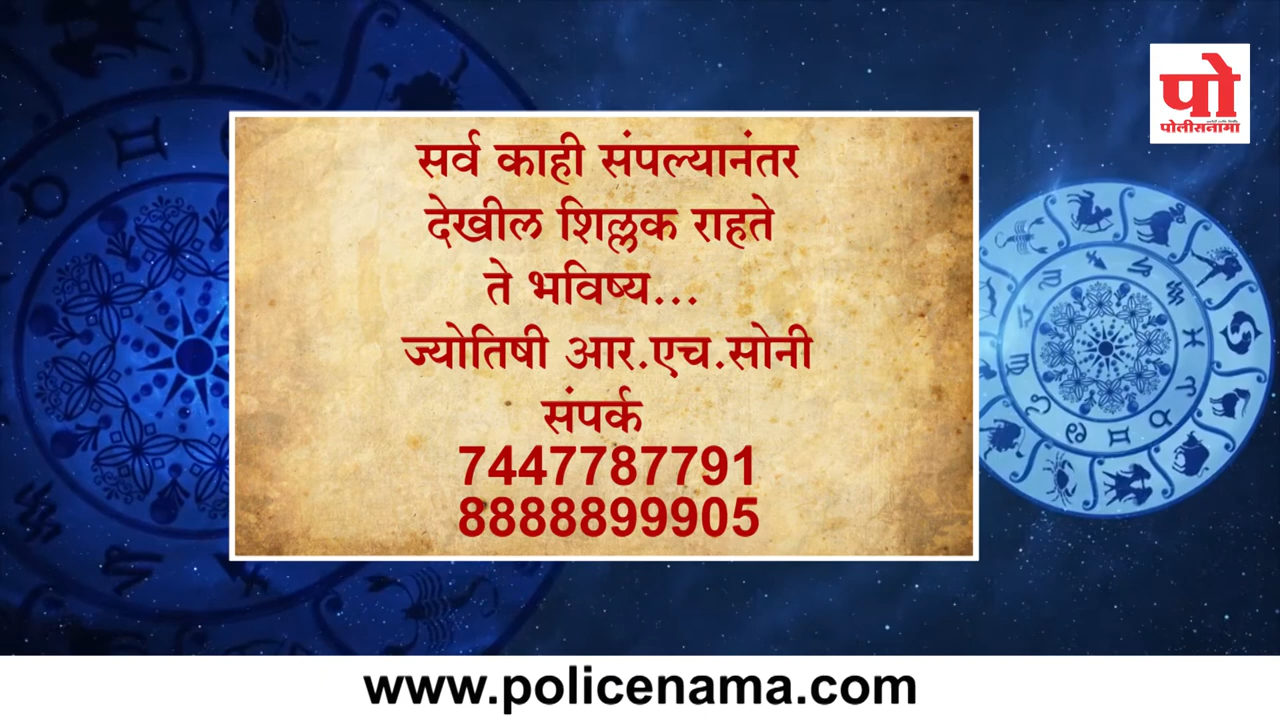 पो
पोलीसनामा
सर्व काही संपल्यानंतर
देखील शिल्लक राहते
ते भविष्य...
ज्योतिषी आर.एच.सोनी
संपर्क
7447787791
8888899905
www.policenama.com